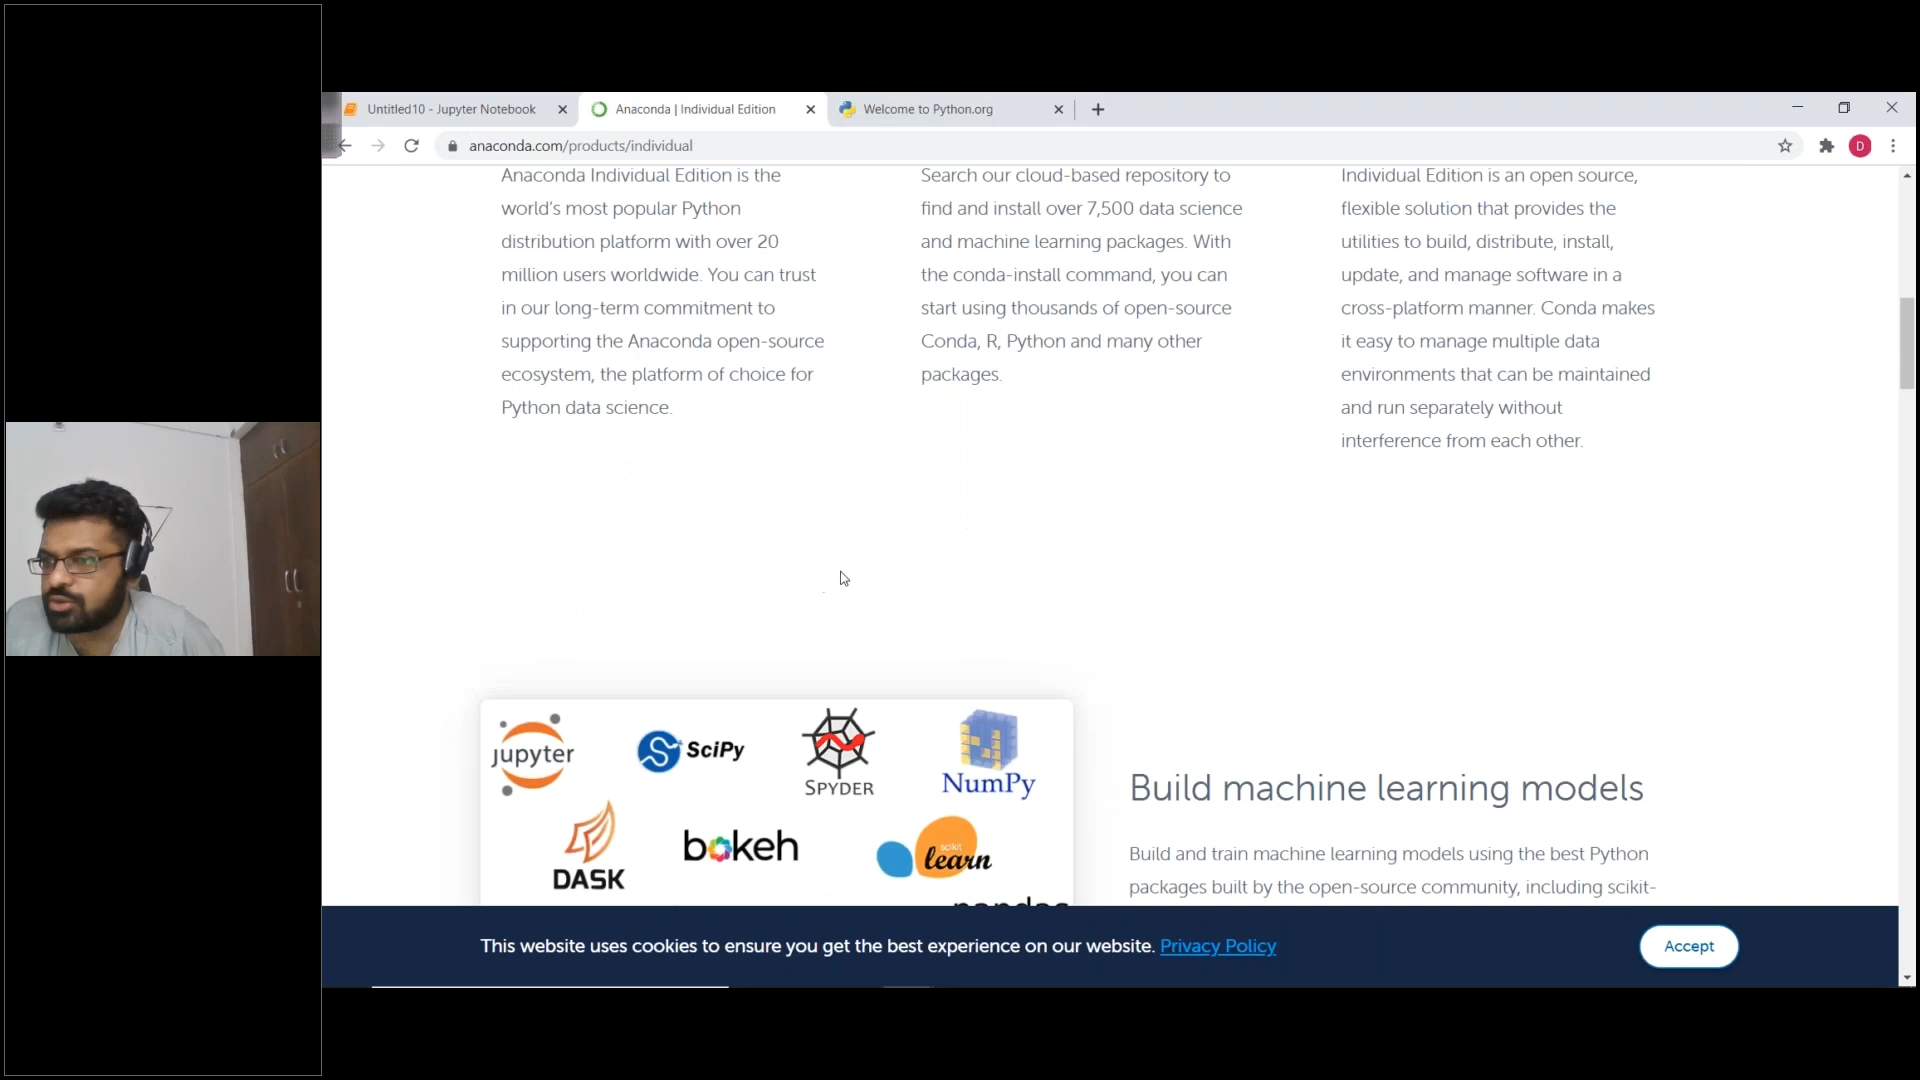 Untitled10 - Jupyter Notebook
Anaconda | Individual Edition
Welcome to Python.org
anaconda.com/products/individual
D
Anaconda Individual Edition is the
world's most popular Python
distribution platform with over 20
million users worldwide. You can trust
in our long-term commitment to
supporting the Anaconda open-source
ecosystem, the platform of choice for
Python data science.
Search our cloud-based repository to
find and install over 7,500 data science
and machine learning packages. With
the conda-install command, you can
start using thousands of open-source
Conda, R, Python and many other
packages.
Individual Edition is an open source,
flexible solution that provides the
utilities to build, distribute, install,
update, and manage software in a
cross-platform manner. Conda makes
it easy to manage multiple data
environments that can be maintained
and run separately without
interference from each other.
jupyter
SciPy
SPYDER
NumPy
DASK
bokeh
scikit
learn
pandas
Build machine learning models
Build and train machine learning models using the best Python
packages built by the open-source community, including scikit-
This website uses cookies to ensure you get the best experience on our website. Privacy Policy
Accept